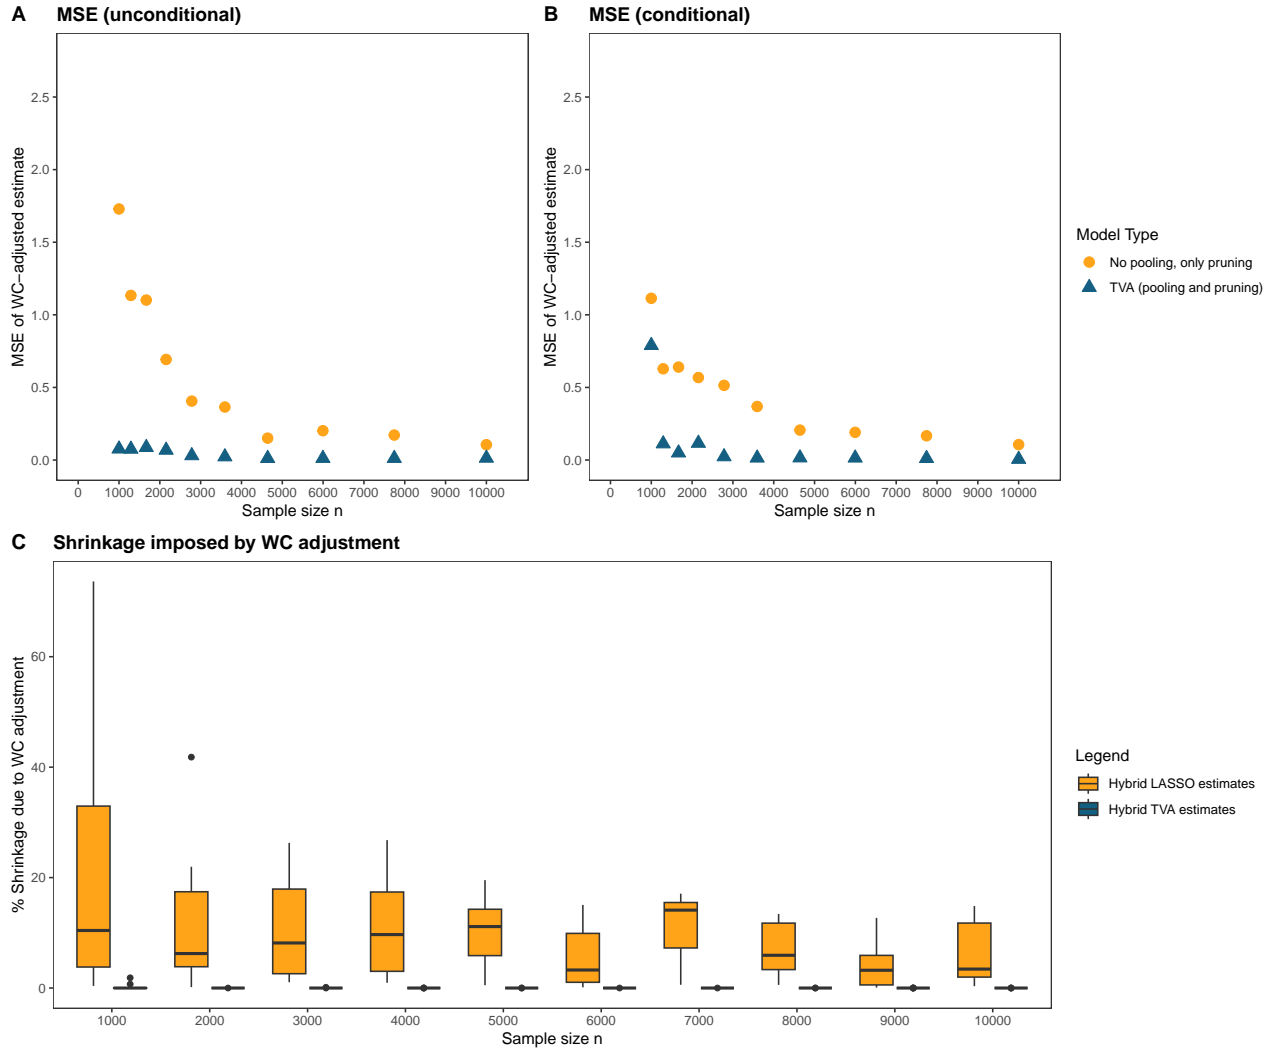 A MSE (unconditional)
MSE of WC−adjusted estimate
2.5
2.0
1.5
1.0
0.5
0.0
0 1000 2000 3000 4000 5000 6000 7000 8000 9000 10000
Sample size n
B MSE (conditional)
MSE of WC−adjusted estimate
2.5
2.0
1.5
1.0
0.5
0.0
0 1000 2000 3000 4000 5000 6000 7000 8000 9000 10000
Sample size n
Model Type
No pooling, only pruning
TVA (pooling and pruning)
C Shrinkage imposed by WC adjustment
% Shrinkage due to WC adjustment
60
40
20
0
1000 2000 3000 4000 5000 6000 7000 8000 9000 10000
Sample size n
Legend
Hybrid LASSO estimates
Hybrid TVA estimates